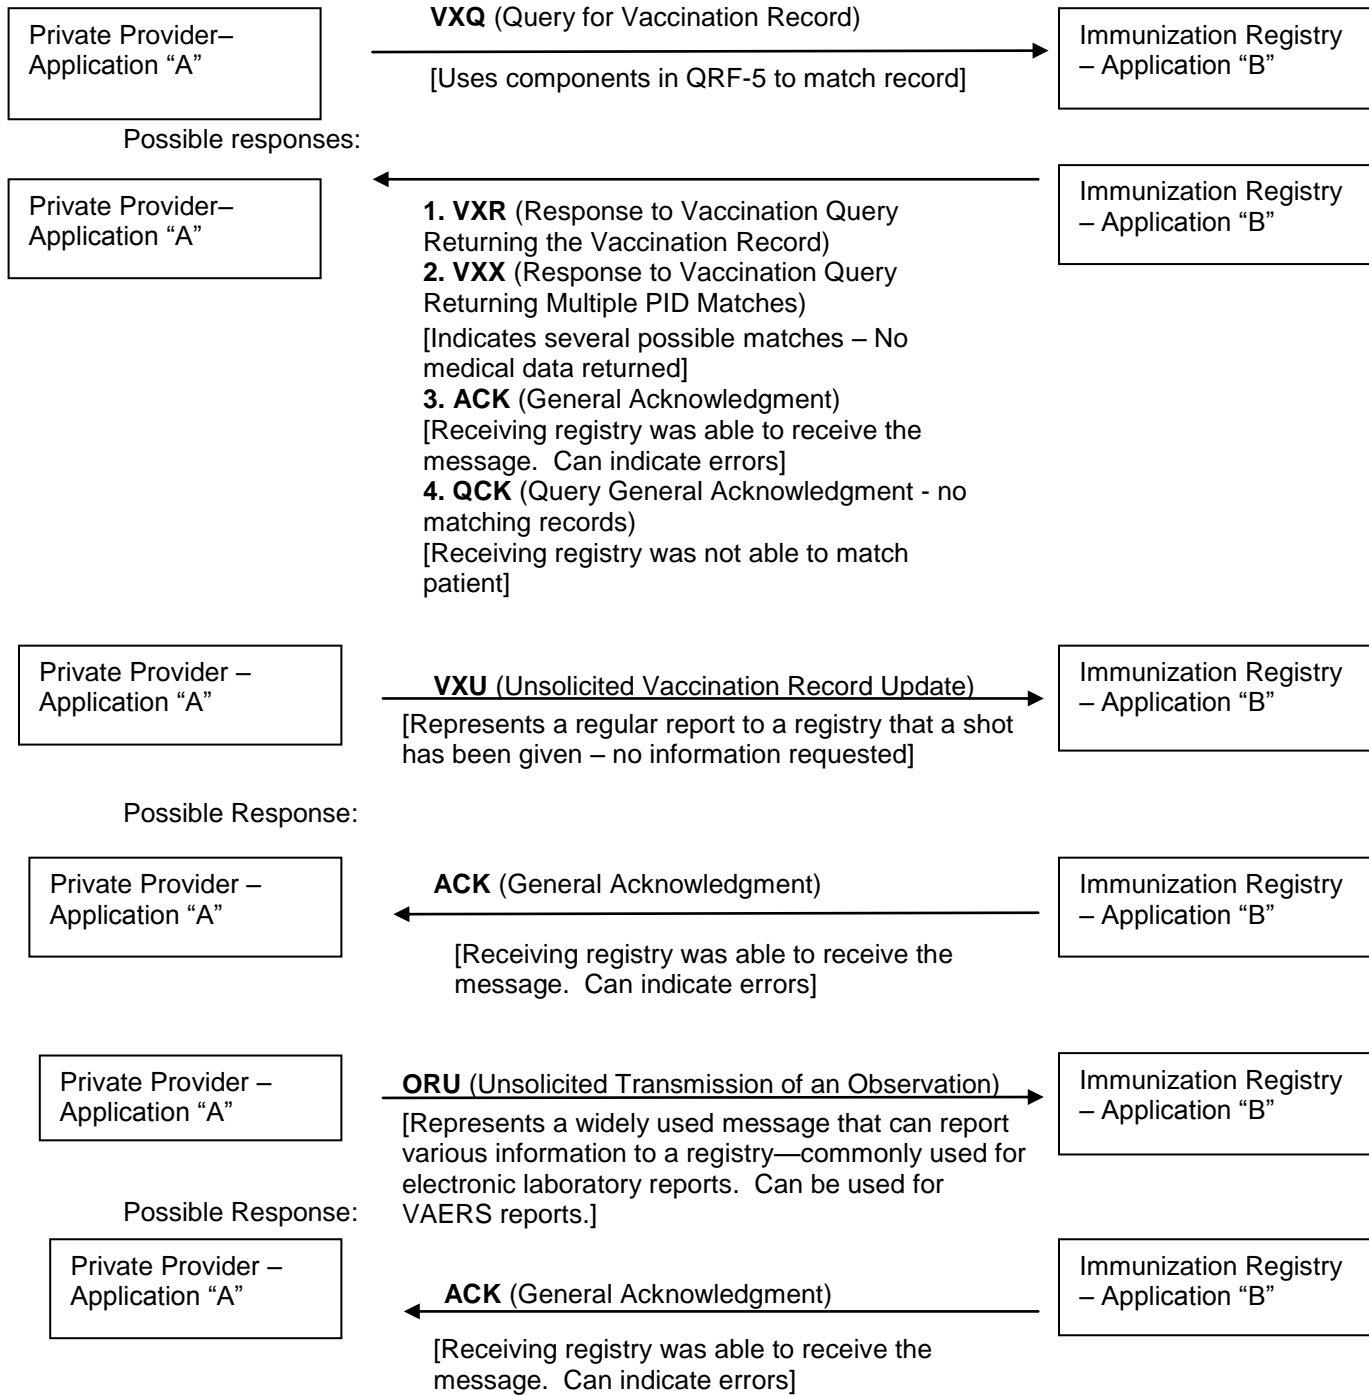 VXQ (Query for Vaccination Record)
Private Provider–
Application “A”
Immunization Registry
– Application “B”
[Uses components in QRF-5 to match record]
Possible responses:
Private Provider–
Application “A”
Immunization Registry
– Application “B”
1. VXR (Response to Vaccination Query
Returning the Vaccination Record)
2. VXX (Response to Vaccination Query
Returning Multiple PID Matches)
[Indicates several possible matches – No
medical data returned]
3. ACK (General Acknowledgment)
[Receiving registry was able to receive the
message.  Can indicate errors]
4. QCK (Query General Acknowledgment - no
matching records)
[Receiving registry was not able to match
patient]
Private Provider –
Application “A”
VXU (Unsolicited Vaccination Record Update)
Immunization Registry
– Application “B”
[Represents a regular report to a registry that a shot
has been given – no information requested]
Possible Response:
Private Provider –
Application “A”
ACK (General Acknowledgment)
Immunization Registry
– Application “B”
[Receiving registry was able to receive the
message.  Can indicate errors]
Private Provider –
Application “A”
ORU (Unsolicited Transmission of an Observation)
Immunization Registry
– Application “B”
[Represents a widely used message that can report
various information to a registry—commonly used for
electronic laboratory reports.  Can be used for
VAERS reports.]
Possible Response:
Private Provider –
Application “A”
ACK (General Acknowledgment)
Immunization Registry
– Application “B”
[Receiving registry was able to receive the
message.  Can indicate errors]